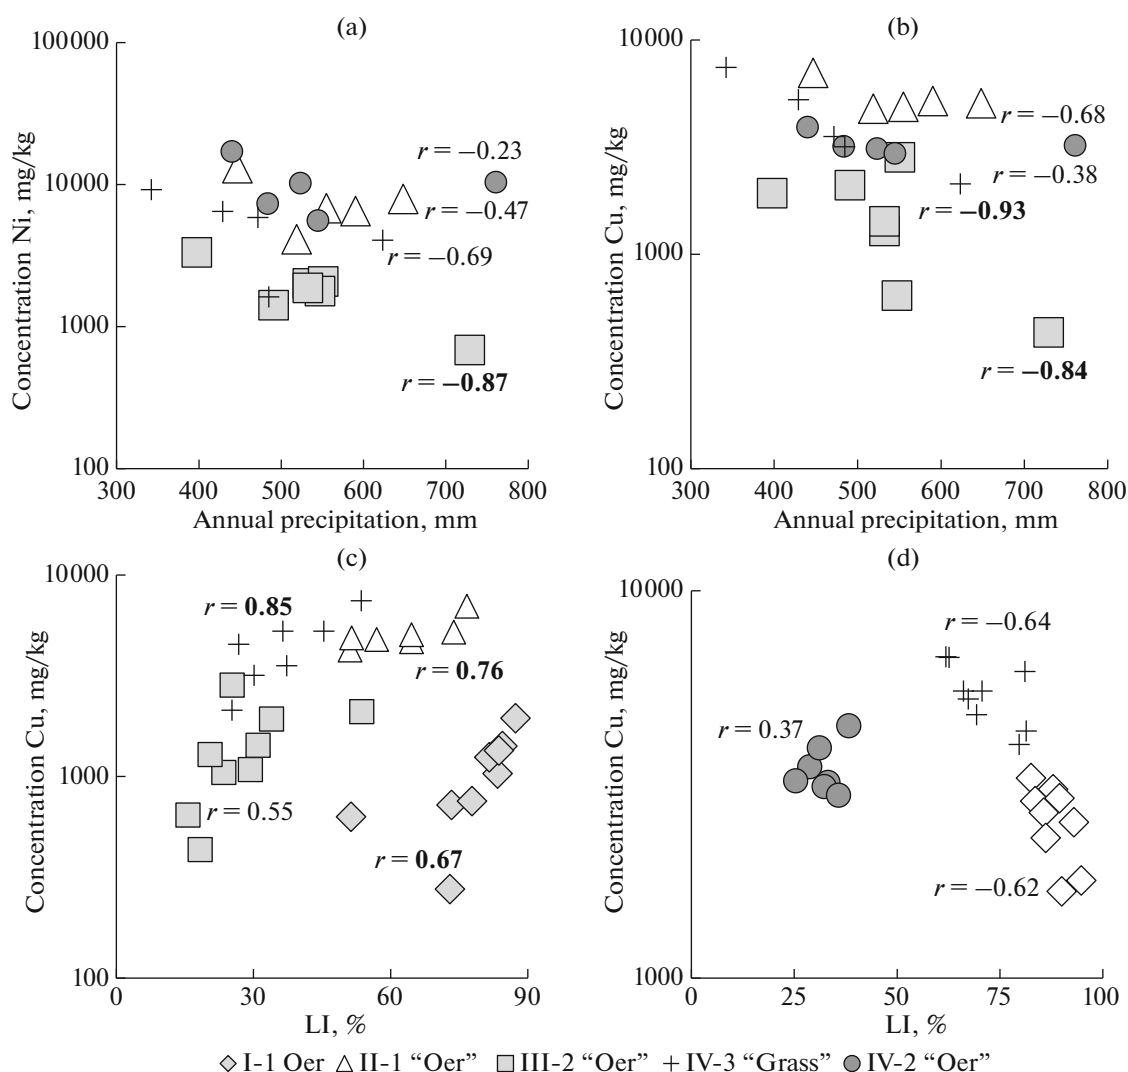 (a)
100000
10000
1000
100
Concentration Ni, mg/kg
r = −0.23
r = −0.47
r = −0.69
r = −0.87
300 400 500 600 700 800
Annual precipitation, mm
(b)
10000
1000
100
Concentration Cu, mg/kg
r = −0.68
r = −0.38
r = −0.93
r = −0.84
300 400 500 600 700 800
Annual precipitation, mm
(c)
10000
1000
100
Concentration Cu, mg/kg
r = 0.85
r = 0.76
r = 0.55
r = 0.67
0 30 60 90
LI, %
(d)
10000
1000
Concentration Cu, mg/kg
r = −0.64
r = 0.37
r = −0.62
0 25 50 75 100
LI, %
I-1 Oer II-1 “Oer” III-2 “Oer” IV-3 “Grass” IV-2 “Oer”